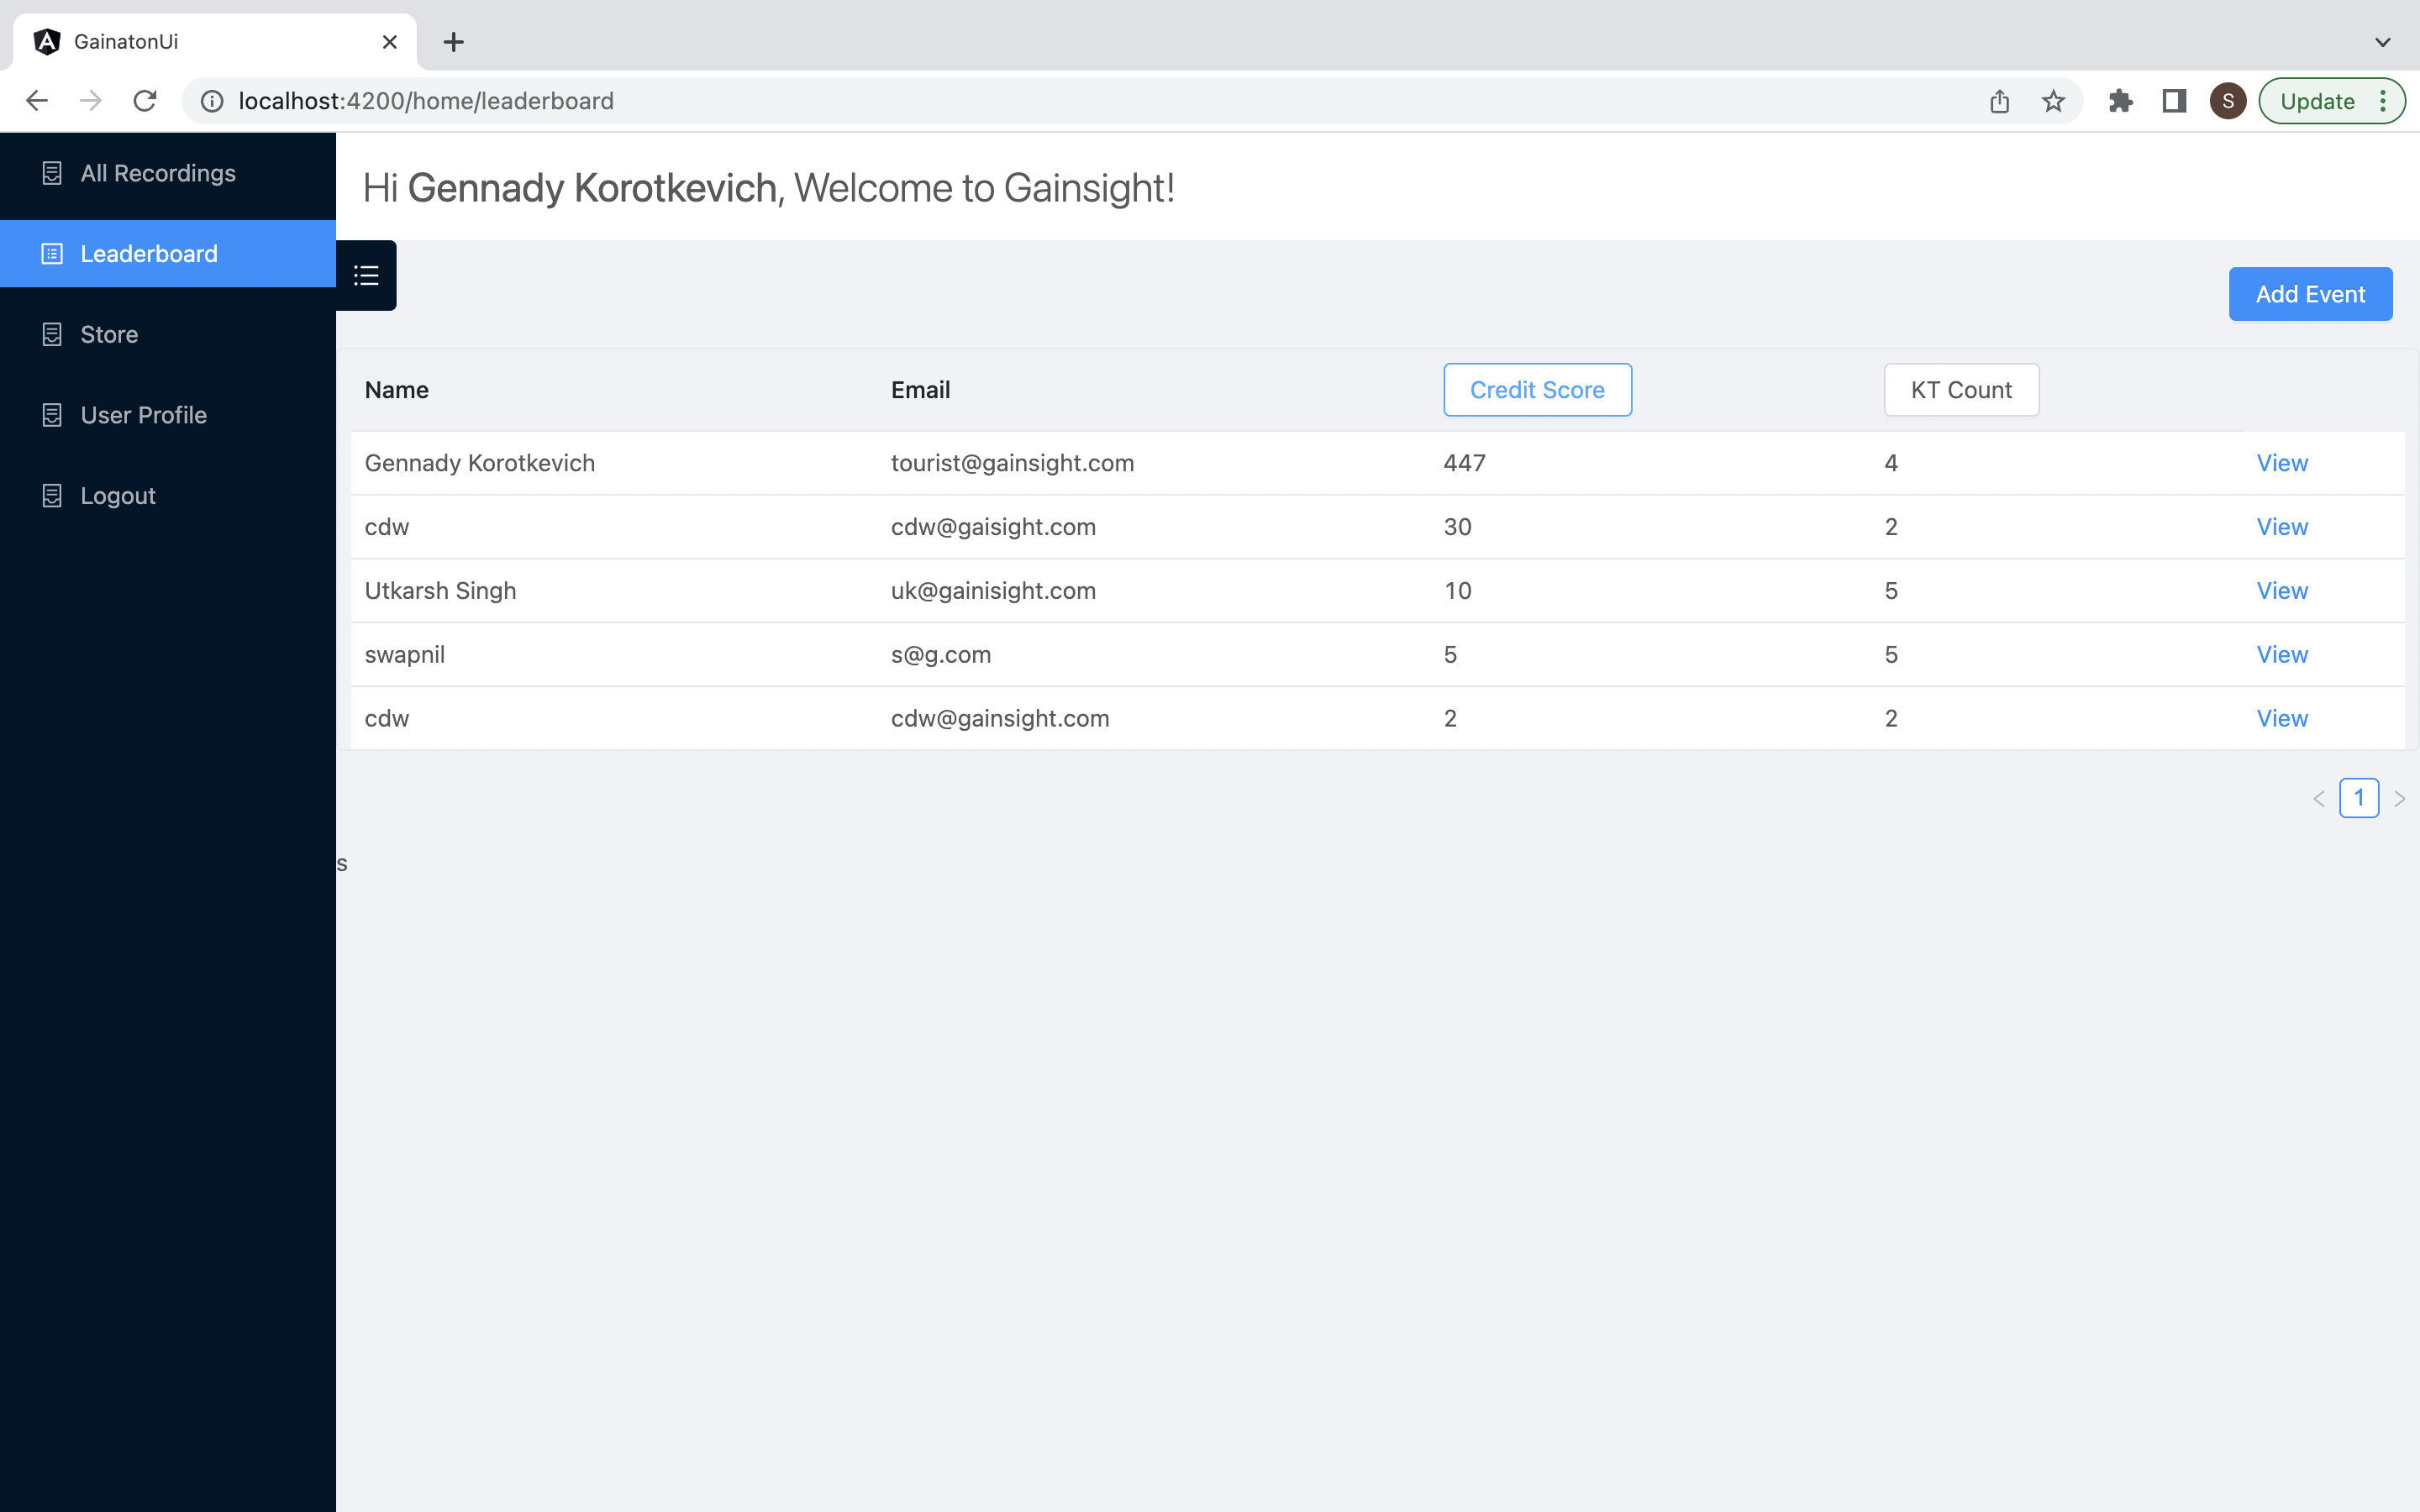 GainatonUi
localhost:4200/home/leaderboard
S
Update
All Recordings
Leaderboard
Store
User Profile
Logout
Hi Gennady Korotkevich, Welcome to Gainsight!
Add Event
Name Email Credit Score KT Count
Gennady Korotkevich tourist@gainsight.com 447 4 View
cdw cdw@gaisight.com 30 2 View
Utkarsh Singh uk@gainisight.com 10 5 View
swapnil s@g.com 5 5 View
cdw cdw@gainsight.com 2 2 View
1
s